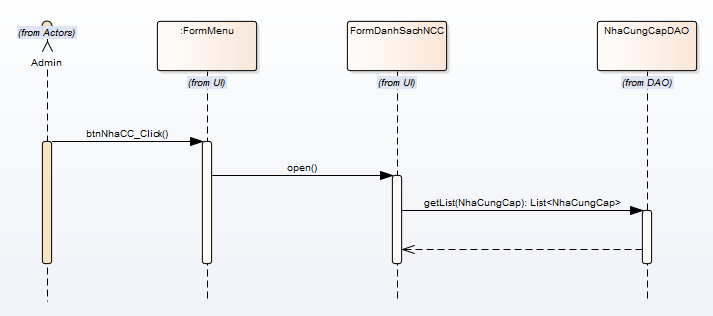 (from Actors)
Admin
:FormMenu
(from UI)
FormDanhSachNCC
(from UI)
NhaCungCapDAO
(from DAO)
btnNhaCC_Click()
open()
getList(NhaCungCap): List<NhaCungCap>